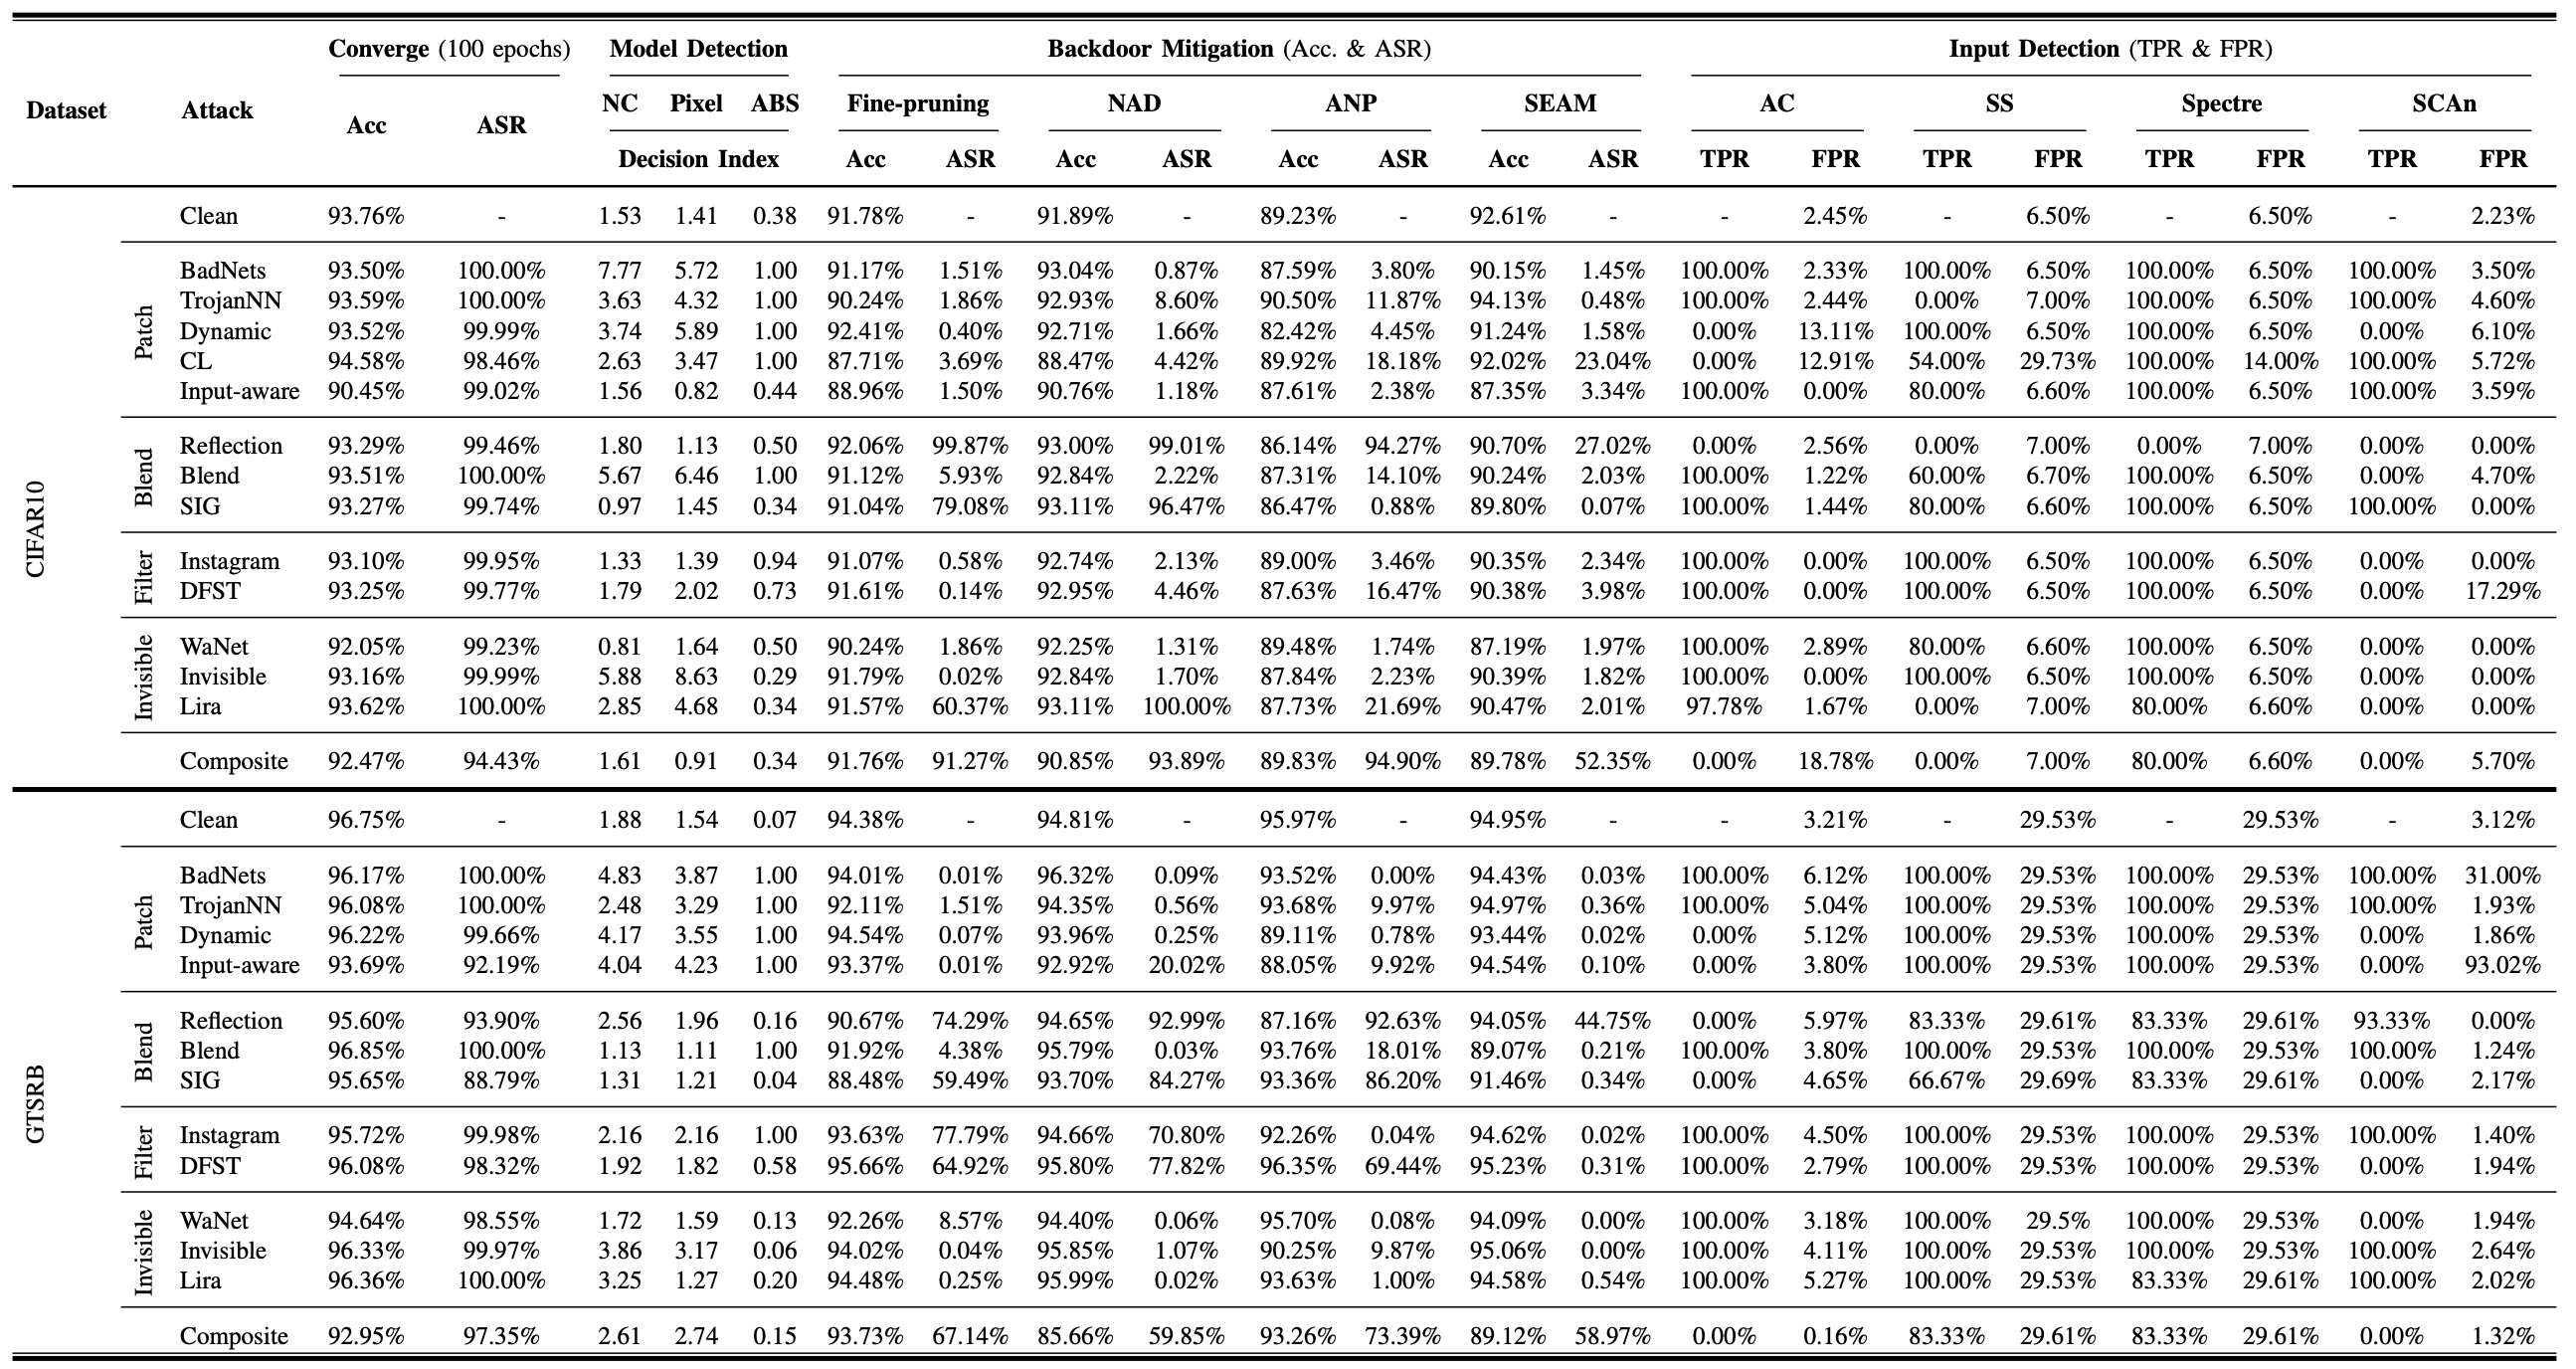 Converge (100 epochs) Model Detection Backdoor Mitigation (Acc. & ASR) Input Detection (TPR & FPR)
Dataset Attack Acc ASR NC Pixel ABS Fine-pruning NAD ANP SEAM AC SS Spectre SCAn
Decision Index Acc ASR Acc ASR Acc ASR Acc ASR TPR FPR TPR FPR TPR FPR TPR FPR
CIFAR10
Clean 93.76% - 1.53 1.41 0.38 91.78% - 91.89% - 89.23% - 92.61% - - 2.45% - 6.50% - 6.50% - 2.23%
Patch
BadNets 93.50% 100.00% 7.77 5.72 1.00 91.17% 1.51% 93.04% 0.87% 87.59% 3.80% 90.15% 1.45% 100.00% 2.33% 100.00% 6.50% 100.00% 6.50% 100.00% 3.50%
TrojanNN 93.59% 100.00% 3.63 4.32 1.00 90.24% 1.86% 92.93% 8.60% 90.50% 11.87% 94.13% 0.48% 100.00% 2.44% 0.00% 7.00% 100.00% 6.50% 100.00% 4.60%
Dynamic 93.52% 99.99% 3.74 5.89 1.00 92.41% 0.40% 92.71% 1.66% 82.42% 4.45% 91.24% 1.58% 0.00% 13.11% 100.00% 6.50% 100.00% 6.50% 0.00% 6.10%
CL 94.58% 98.46% 2.63 3.47 1.00 87.71% 3.69% 88.47% 4.42% 89.92% 18.18% 92.02% 23.04% 0.00% 12.91% 54.00% 29.73% 100.00% 14.00% 100.00% 5.72%
Input-aware 90.45% 99.02% 1.56 0.82 0.44 88.96% 1.50% 90.76% 1.18% 87.61% 2.38% 87.35% 3.34% 100.00% 0.00% 80.00% 6.60% 100.00% 6.50% 100.00% 3.59%
Blend
Reflection 93.29% 99.46% 1.80 1.13 0.50 92.06% 99.87% 93.00% 99.01% 86.14% 94.27% 90.70% 27.02% 0.00% 2.56% 0.00% 7.00% 0.00% 7.00% 0.00% 0.00%
Blend 93.51% 100.00% 5.67 6.46 1.00 91.12% 5.93% 92.84% 2.22% 87.31% 14.10% 90.24% 2.03% 100.00% 1.22% 60.00% 6.70% 100.00% 6.50% 0.00% 4.70%
SIG 93.27% 99.74% 0.97 1.45 0.34 91.04% 79.08% 93.11% 96.47% 86.47% 0.88% 89.80% 0.07% 100.00% 1.44% 80.00% 6.60% 100.00% 6.50% 100.00% 0.00%
Filter
Instagram 93.10% 99.95% 1.33 1.39 0.94 91.07% 0.58% 92.74% 2.13% 89.00% 3.46% 90.35% 2.34% 100.00% 0.00% 100.00% 6.50% 100.00% 6.50% 0.00% 0.00%
DFST 93.25% 99.77% 1.79 2.02 0.73 91.61% 0.14% 92.95% 4.46% 87.63% 16.47% 90.38% 3.98% 100.00% 0.00% 100.00% 6.50% 100.00% 6.50% 0.00% 17.29%
Invisible
WaNet 92.05% 99.23% 0.81 1.64 0.50 90.24% 1.86% 92.25% 1.31% 89.48% 1.74% 87.19% 1.97% 100.00% 2.89% 80.00% 6.60% 100.00% 6.50% 0.00% 0.00%
Invisible 93.16% 99.99% 5.88 8.63 0.29 91.79% 0.02% 92.84% 1.70% 87.84% 2.23% 90.39% 1.82% 100.00% 0.00% 100.00% 6.50% 100.00% 6.50% 0.00% 0.00%
Lira 93.62% 100.00% 2.85 4.68 0.34 91.57% 60.37% 93.11% 100.00% 87.73% 21.69% 90.47% 2.01% 97.78% 1.67% 0.00% 7.00% 80.00% 6.60% 0.00% 0.00%
Composite 92.47% 94.43% 1.61 0.91 0.34 91.76% 91.27% 90.85% 93.89% 89.83% 94.90% 89.78% 52.35% 0.00% 18.78% 0.00% 7.00% 80.00% 6.60% 0.00% 5.70%
GTSRB
Clean 96.75% - 1.88 1.54 0.07 94.38% - 94.81% - 95.97% - 94.95% - - 3.21% - 29.53% - 29.53% - 3.12%
Patch
BadNets 96.17% 100.00% 4.83 3.87 1.00 94.01% 0.01% 96.32% 0.09% 93.52% 0.00% 94.43% 0.03% 100.00% 6.12% 100.00% 29.53% 100.00% 29.53% 100.00% 31.00%
TrojanNN 96.08% 100.00% 2.48 3.29 1.00 92.11% 1.51% 94.35% 0.56% 93.68% 9.97% 94.97% 0.36% 100.00% 5.04% 100.00% 29.53% 100.00% 29.53% 100.00% 1.93%
Dynamic 96.22% 99.66% 4.17 3.55 1.00 94.54% 0.07% 93.96% 0.25% 89.11% 0.78% 93.44% 0.02% 0.00% 5.12% 100.00% 29.53% 100.00% 29.53% 0.00% 1.86%
Input-aware 93.69% 92.19% 4.04 4.23 1.00 93.37% 0.01% 92.92% 20.02% 88.05% 9.92% 94.54% 0.10% 0.00% 3.80% 100.00% 29.53% 100.00% 29.53% 0.00% 93.02%
Blend
Reflection 95.60% 93.90% 2.56 1.96 0.16 90.67% 74.29% 94.65% 92.99% 87.16% 92.63% 94.05% 44.75% 0.00% 5.97% 83.33% 29.61% 83.33% 29.61% 93.33% 0.00%
Blend 96.85% 100.00% 1.13 1.11 1.00 91.92% 4.38% 95.79% 0.03% 93.76% 18.01% 89.07% 0.21% 100.00% 3.80% 100.00% 29.53% 100.00% 29.53% 100.00% 1.24%
SIG 95.65% 88.79% 1.31 1.21 0.04 88.48% 59.49% 93.70% 84.27% 93.36% 86.20% 91.46% 0.34% 0.00% 4.65% 66.67% 29.69% 83.33% 29.61% 0.00% 2.17%
Filter
Instagram 95.72% 99.98% 2.16 2.16 1.00 93.63% 77.79% 94.66% 70.80% 92.26% 0.04% 94.62% 0.02% 100.00% 4.50% 100.00% 29.53% 100.00% 29.53% 100.00% 1.40%
DFST 96.08% 98.32% 1.92 1.82 0.58 95.66% 64.92% 95.80% 77.82% 96.35% 69.44% 95.23% 0.31% 100.00% 2.79% 100.00% 29.53% 100.00% 29.53% 0.00% 1.94%
Invisible
WaNet 94.64% 98.55% 1.72 1.59 0.13 92.26% 8.57% 94.40% 0.06% 95.70% 0.08% 94.09% 0.00% 100.00% 3.18% 100.00% 29.5% 100.00% 29.53% 0.00% 1.94%
Invisible 96.33% 99.97% 3.86 3.17 0.06 94.02% 0.04% 95.85% 1.07% 90.25% 9.87% 95.06% 0.00% 100.00% 4.11% 100.00% 29.53% 100.00% 29.53% 100.00% 2.64%
Lira 96.36% 100.00% 3.25 1.27 0.20 94.48% 0.25% 95.99% 0.02% 93.63% 1.00% 94.58% 0.54% 100.00% 5.27% 100.00% 29.53% 83.33% 29.61% 100.00% 2.02%
Composite 92.95% 97.35% 2.61 2.74 0.15 93.73% 67.14% 85.66% 59.85% 93.26% 73.39% 89.12% 58.97% 0.00% 0.16% 83.33% 29.61% 83.33% 29.61% 0.00% 1.32%